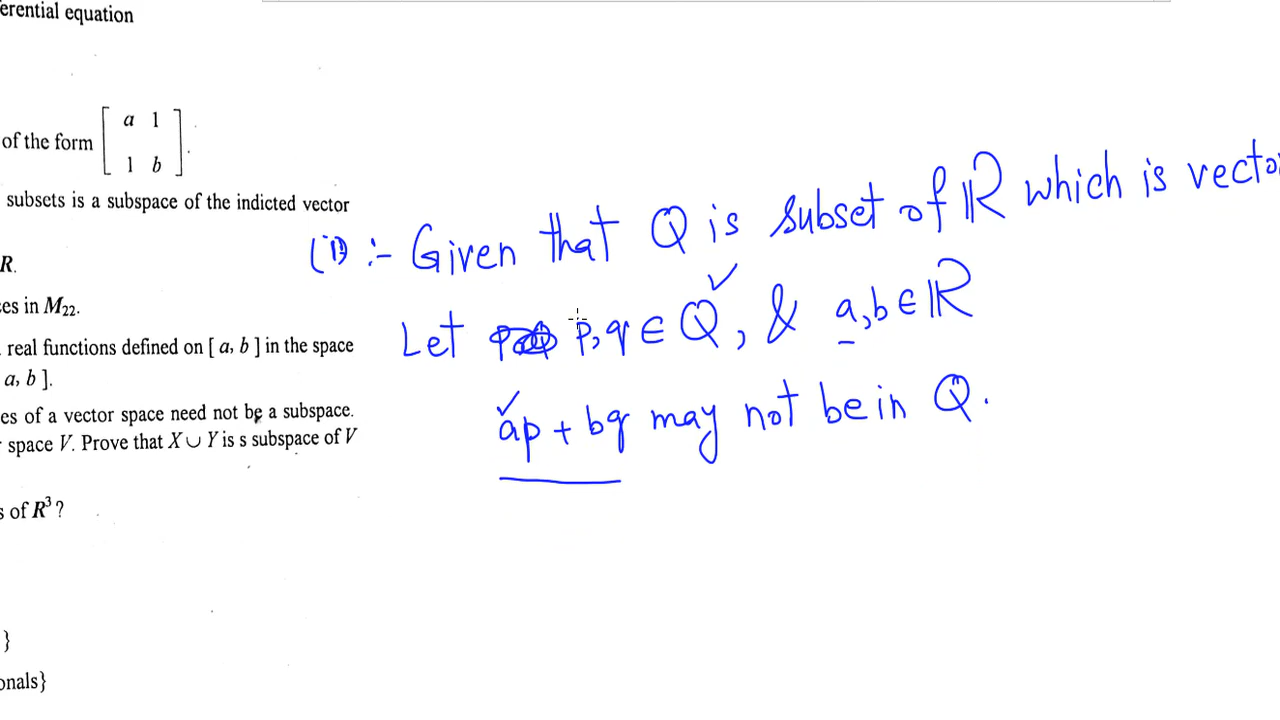 erential equation
of the form [ a 1
1 b ] .
subsets is a subspace of the indicted vector
(i) :- Given that Q is subset of ℝ which is vecto
R.
es in M₂₂.
real functions defined on [ a, b ] in the space
a, b ].
Let p,q ∈ Q, & a,b ∈ ℝ
es of a vector space need not be a subspace.
space V. Prove that X ∪ Y is s subspace of V
ap + bq may not be in Q.
s of R³ ?
}
onals}